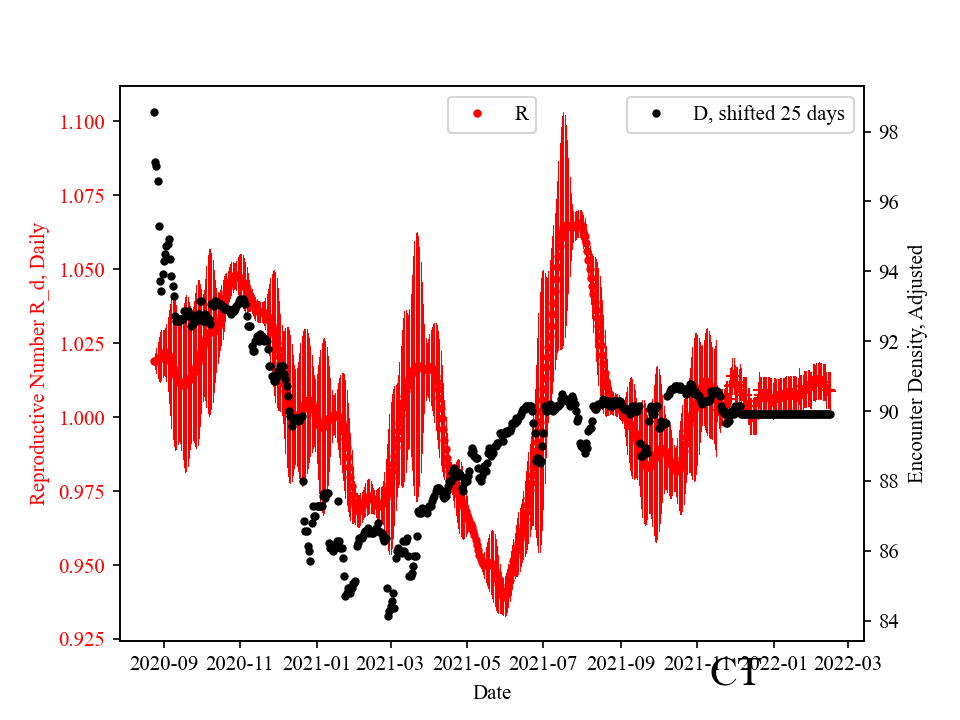 R
D, shifted 25 days
Reproductive Number R_d, Daily
1.100
1.075
1.050
1.025
1.000
0.975
0.950
0.925
98
96
94
92
90
88
86
84
Encounter Density, Adjusted
2020-09 2020-11 2021-01 2021-03 2021-05 2021-07 2021-09 2021-11 2022-01 2022-03
CT
Date